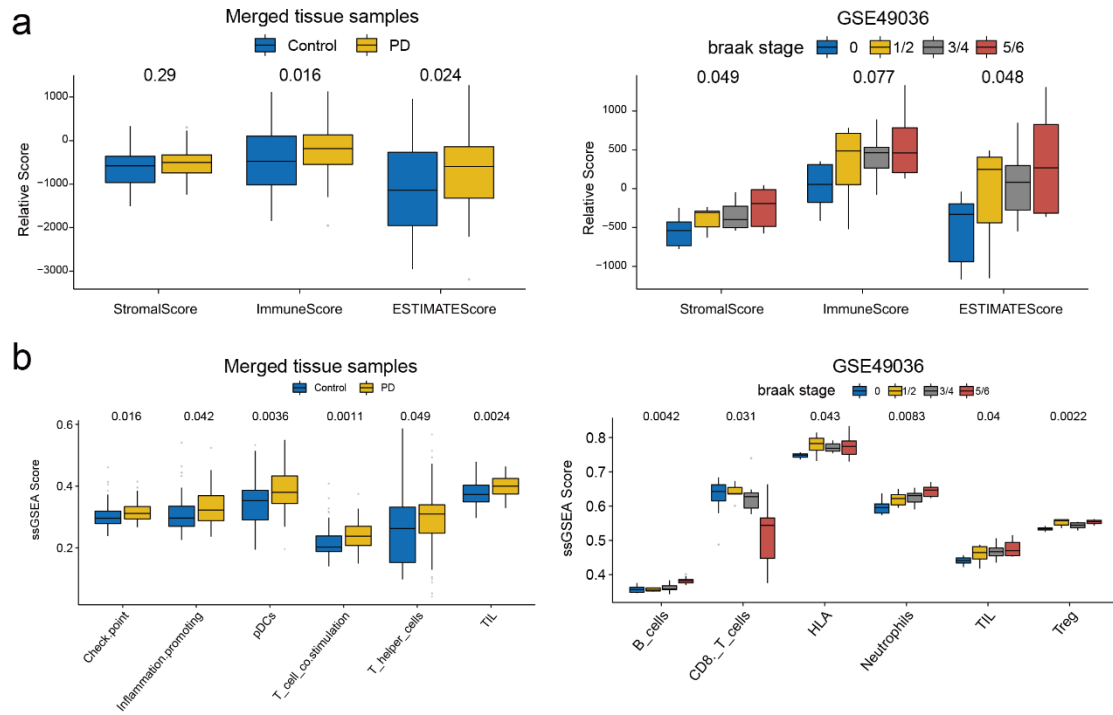 a
Merged tissue samples
Control PD
0.29 0.016 0.024
Relative Score
1000
0
−1000
−2000
−3000
StromalScore ImmuneScore ESTIMATEScore
GSE49036
braak stage 0 1/2 3/4 5/6
0.049 0.077 0.048
Relative Score
1000
500
0
−500
−1000
StromalScore ImmuneScore ESTIMATEScore
b
Merged tissue samples
Control PD
0.016 0.042 0.0036 0.0011 0.049 0.0024
ssGSEA Score
0.6
0.4
0.2
Check.point Inflammation.promoting pDCs T_cell_co.stimulation T_helper_cells TIL
GSE49036
braak stage 0 1/2 3/4 5/6
0.0042 0.031 0.043 0.0083 0.04 0.0022
ssGSEA Score
0.8
0.7
0.6
0.5
0.4
B_cells CD8._T_cells HLA Neutrophils TIL Treg